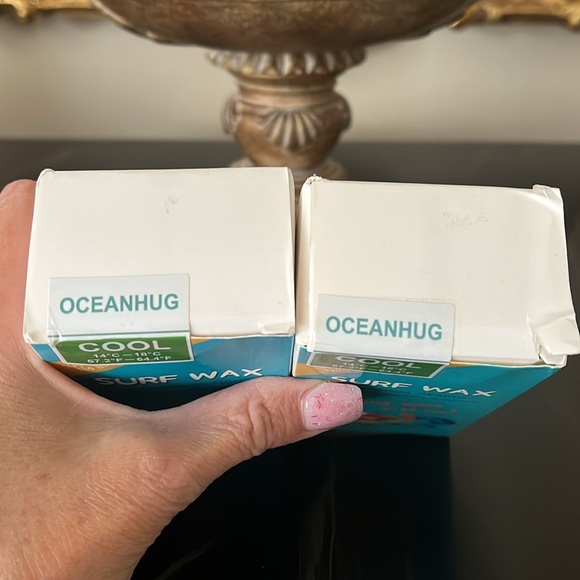 OCEANHUG
COOL
14°C—18°C
57.2°F—64.4°F
SURF WAX
OCEANHUG
COOL
SURF WAX